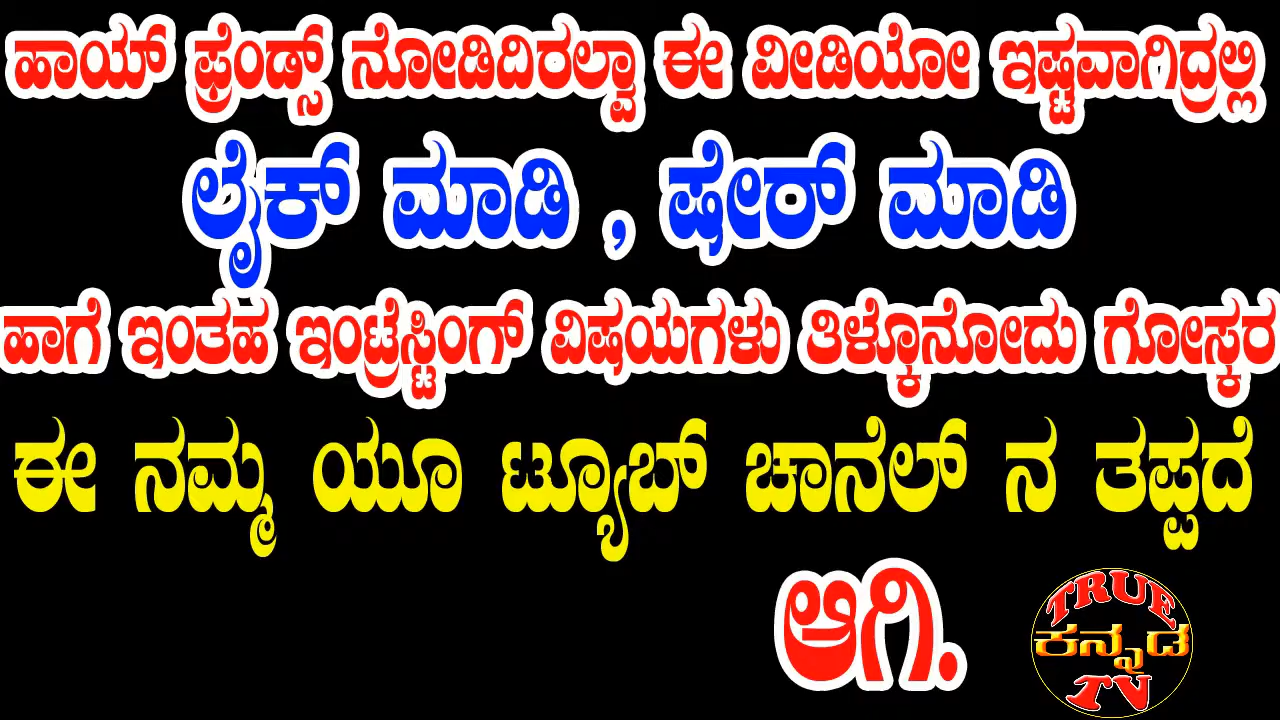 ಹಾಯ್ ಫ್ರೆಂಡ್ಸ್ ನೋಡಿದಿರಲ್ವಾ ಈ ವೀಡಿಯೋ ಇಷ್ಟವಾಗಿದ್ರಲ್ಲಿ
ಲೈಕ್ ಮಾಡಿ , ಷೇರ್ ಮಾಡಿ
ಹಾಗೆ ಇಂತಹ ಇಂಟ್ರೆಸ್ಟಿಂಗ್ ವಿಷಯಗಳು ತಿಳ್ಕೊನೋದು ಗೋಸ್ಕರ
ಈ ನಮ್ಮ ಯೂ ಟ್ಯೂಬ್ ಚಾನೆಲ್ ನ ತಪ್ಪದೆ
ಆಗಿ.
TRUE
ಕನ್ನಡ
TV